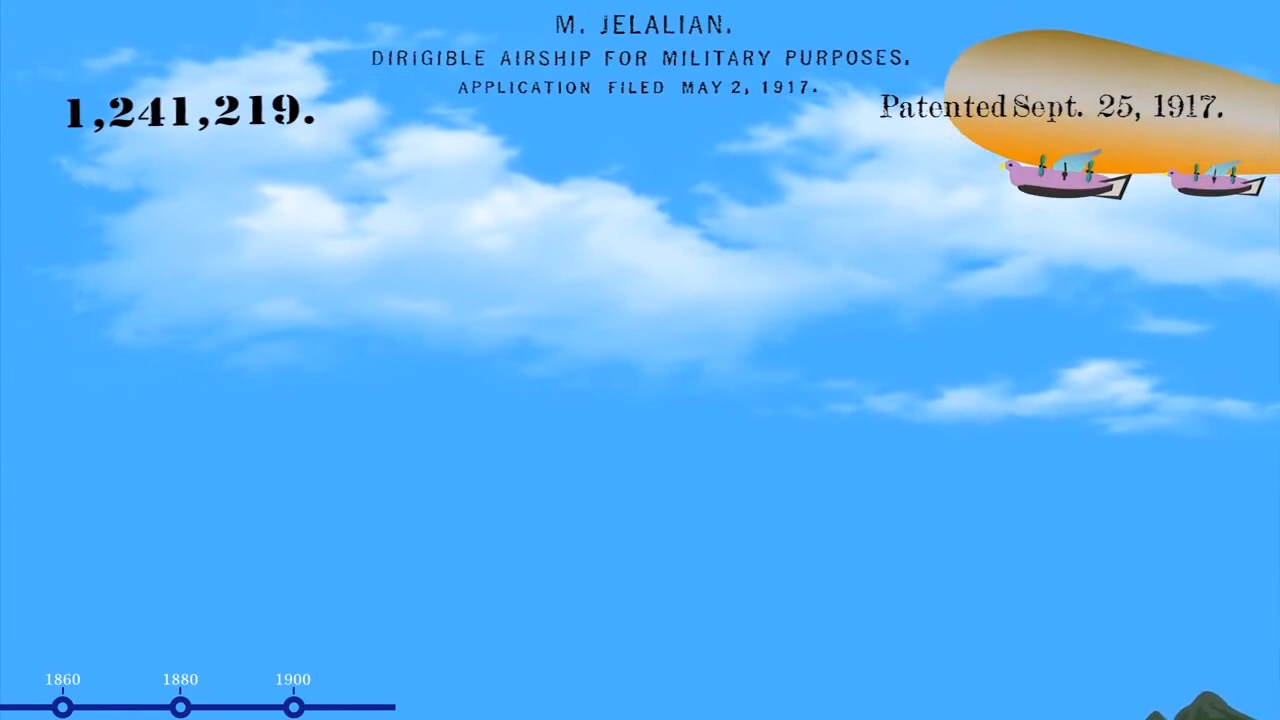 M. JELALIAN.
DIRIGIBLE AIRSHIP FOR MILITARY PURPOSES.
APPLICATION FILED MAY 2, 1917.
1,241,219.
Patented Sept. 25, 1917.
1860 1880 1900